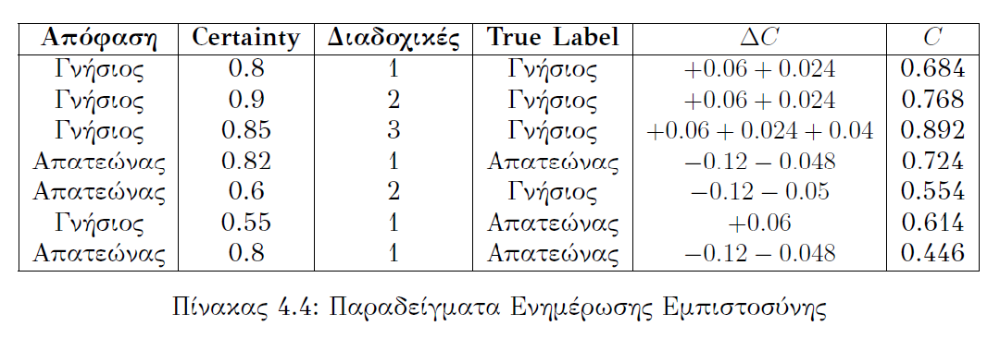 Απόφαση Certainty Διαδοχικές True Label ΔC C
Γνήσιος 0.8 1 Γνήσιος +0.06 + 0.024 0.684
Γνήσιος 0.9 2 Γνήσιος +0.06 + 0.024 0.768
Γνήσιος 0.85 3 Γνήσιος +0.06 + 0.024 + 0.04 0.892
Απατεώνας 0.82 1 Απατεώνας −0.12 − 0.048 0.724
Απατεώνας 0.6 2 Γνήσιος −0.12 − 0.05 0.554
Γνήσιος 0.55 1 Απατεώνας +0.06 0.614
Απατεώνας 0.8 1 Απατεώνας −0.12 − 0.048 0.446
Πίνακας 4.4: Παραδείγματα Ενημέρωσης Εμπιστοσύνης